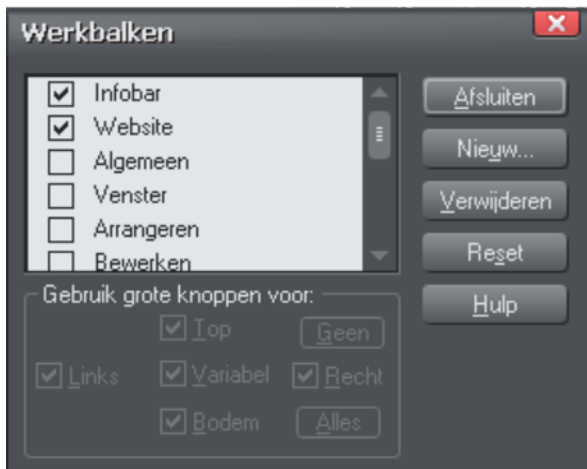 Werkbalken
Infobar
Website
Algemeen
Venster
Arrangeren
Bewerken
Afsluiten
Nieuw...
Verwijderen
Reset
Hulp
Gebruik grote knoppen voor:
Top
Geen
Links
Variabel
Recht
Bodem
Alles